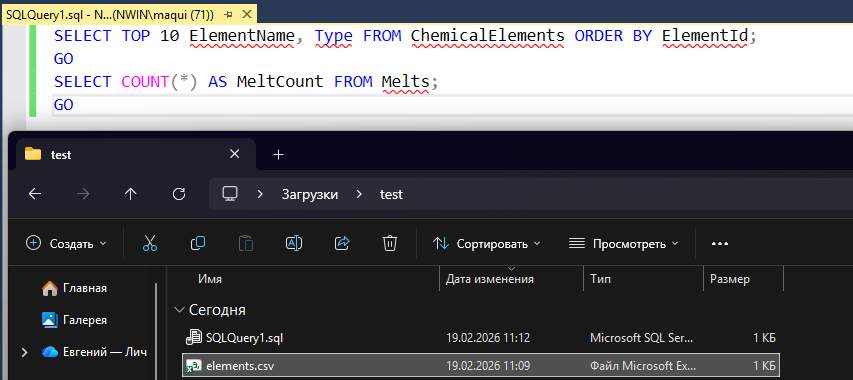 SQLQuery1.sql - N...(NWIN\maqui (71))
SELECT TOP 10 ElementName, Type FROM ChemicalElements ORDER BY ElementId;
GO
SELECT COUNT(*) AS MeltCount FROM Melts;
GO
test
Загрузки > test
Создать
Сортировать
Просмотреть
Главная
Галерея
Евгений — Лич
Имя Дата изменения Тип Размер
Сегодня
SQLQuery1.sql 19.02.2026 11:12 Microsoft SQL Ser... 1 КБ
elements.csv 19.02.2026 11:09 Файл Microsoft Ex... 1 КБ